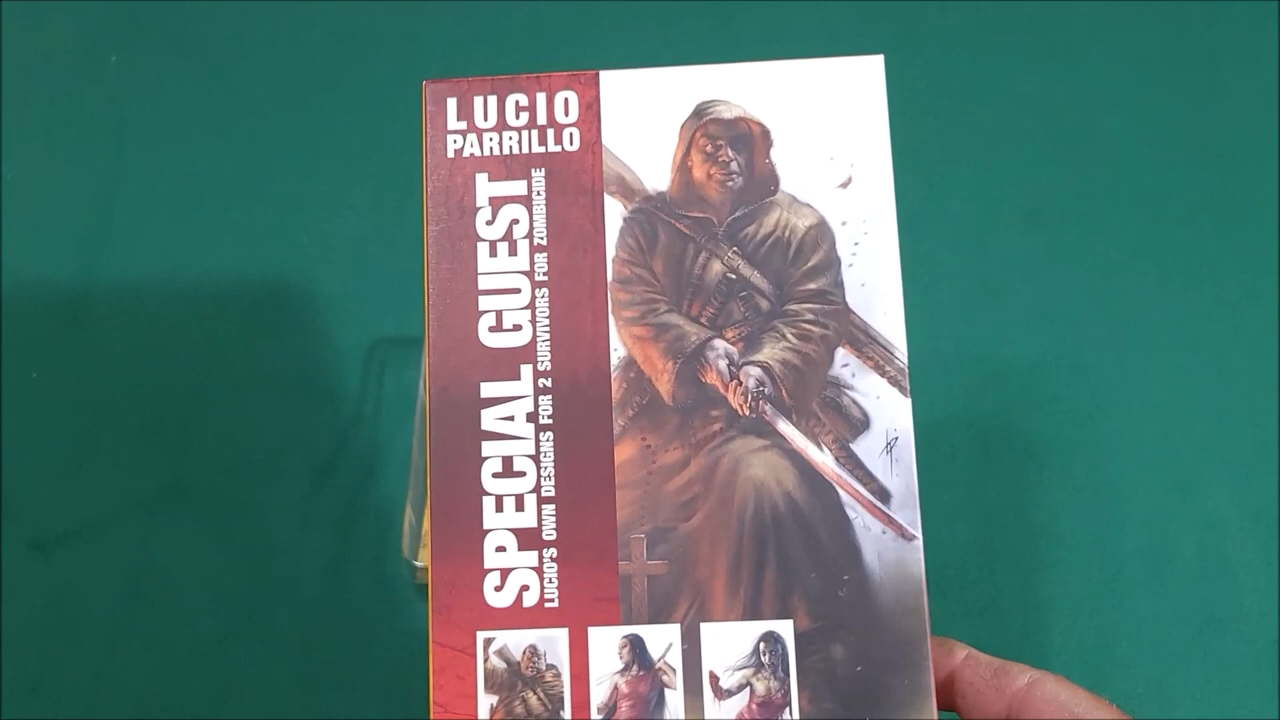 LUCIO
PARRILLO
SPECIAL GUEST
LUCIO'S OWN DESIGNS FOR 2 SURVIVORS FOR ZOMBICIDE